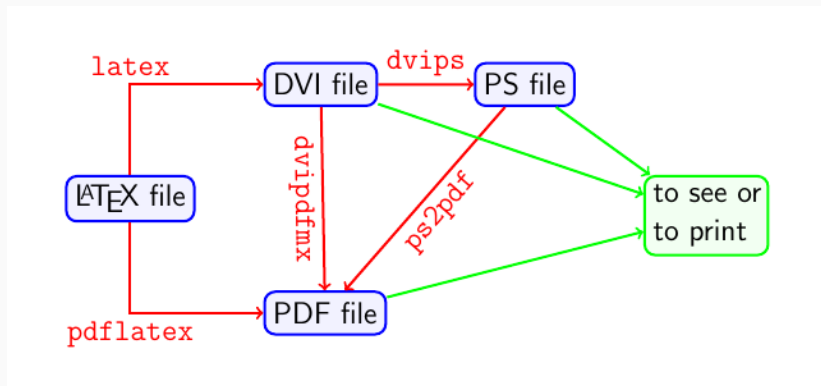 latex
dvips
DVI file
PS file
dvipdfmx
ps2pdf
LATEX file
to see or
to print
PDF file
pdflatex